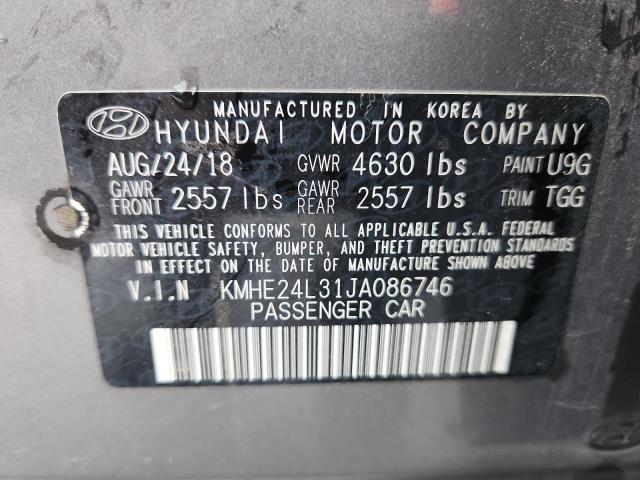 MANUFACTURED IN KOREA BY
HYUNDAI MOTOR COMPANY
AUG/24/18 GVWR 4630 lbs PAINT U9G
GAWR FRONT 2557 lbs GAWR REAR 2557 lbs TRIM TGG
THIS VEHICLE CONFORMS TO ALL APPLICABLE U.S.A. FEDERAL
MOTOR VEHICLE SAFETY, BUMPER, AND THEFT PREVENTION STANDARDS
IN EFFECT ON THE DATE OF MANUFACTURE SHOWN ABOVE
V.I.N KMHE24L31JA086746
PASSENGER CAR